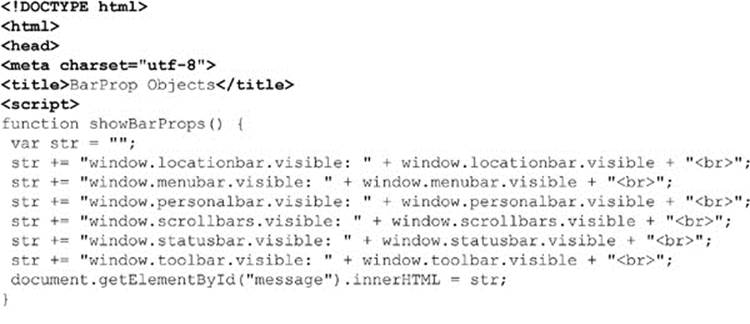 <!DOCTYPE html>
<html>
<head>
<meta charset="utf-8">
<title>BarProp Objects</title>
<script>
function showBarProps() {
 var str = "";
 str += "window.locationbar.visible: " + window.locationbar.visible + "<br>";
 str += "window.menubar.visible: " + window.menubar.visible + "<br>";
 str += "window.personalbar.visible: " + window.personalbar.visible + "<br>";
 str += "window.scrollbars.visible: " + window.scrollbars.visible + "<br>";
 str += "window.statusbar.visible: " + window.statusbar.visible + "<br>";
 str += "window.toolbar.visible: " + window.toolbar.visible + "<br>";
 document.getElementById("message").innerHTML = str;
}